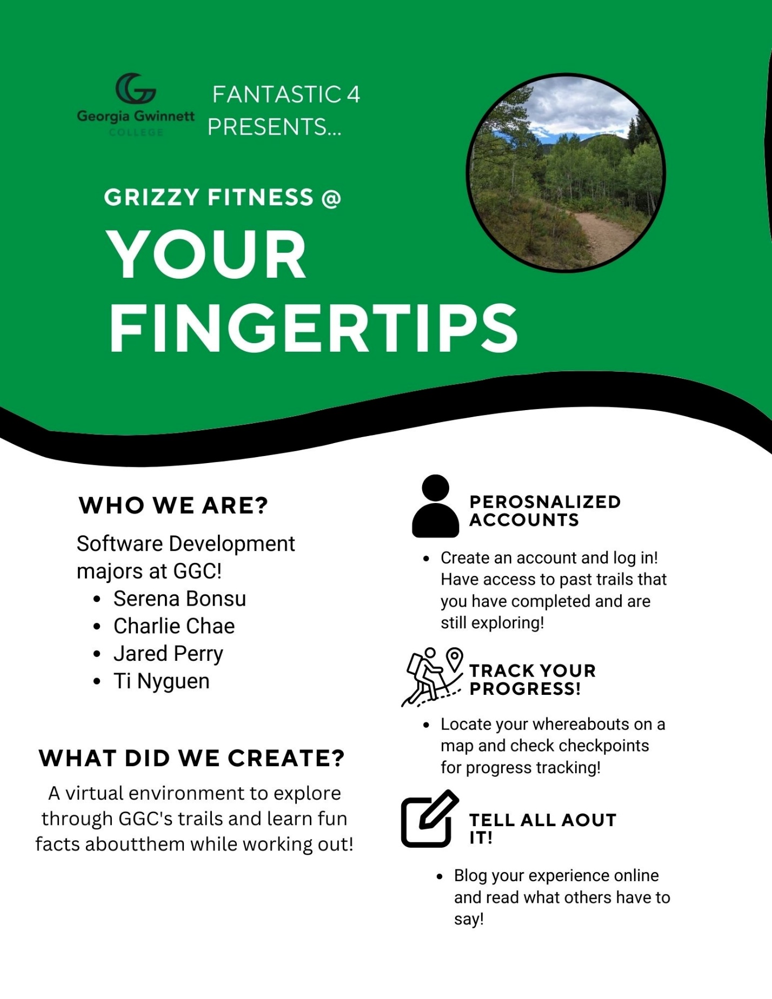 Georgia Gwinnett
COLLEGE
FANTASTIC 4
PRESENTS...
GRIZZY FITNESS @
YOUR
FINGERTIPS
WHO WE ARE?
Software Development
majors at GGC!
• Serena Bonsu
• Charlie Chae
• Jared Perry
• Ti Nyguen
WHAT DID WE CREATE?
A virtual environment to explore
through GGC's trails and learn fun
facts aboutthem while working out!
PEROSNALIZED
ACCOUNTS
• Create an account and log in!
Have access to past trails that
you have completed and are
still exploring!
TRACK YOUR
PROGRESS!
• Locate your whereabouts on a
map and check checkpoints
for progress tracking!
TELL ALL AOUT
IT!
• Blog your experience online
and read what others have to
say!